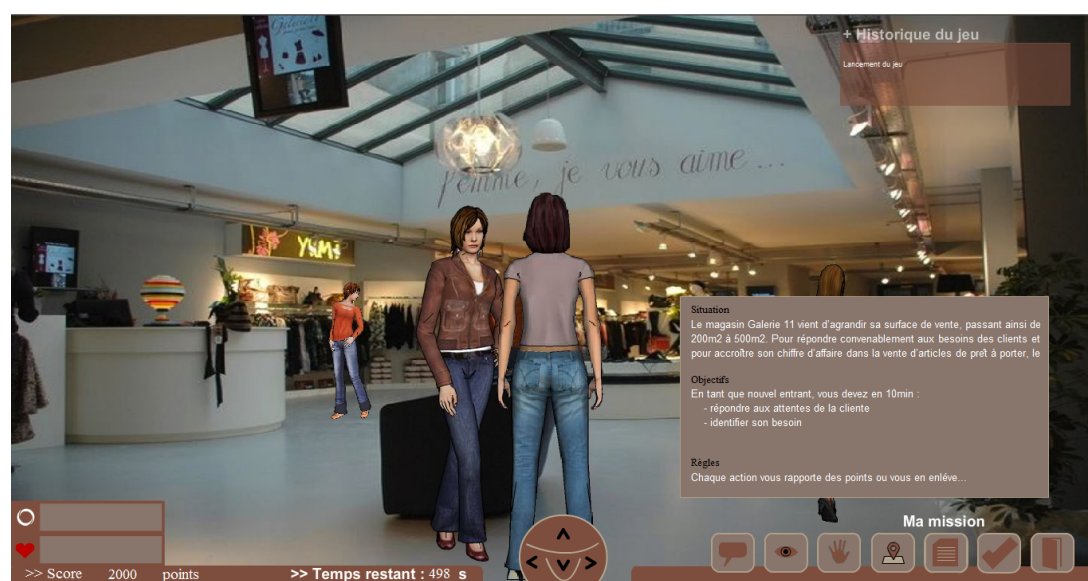 Gilmieri
+ Historique du jeu
Lancement du jeu
Femme, je vous aime ...
YUMI
Situation
Le magasin Galerie 11 vient d'agrandir sa surface de vente, passant ainsi de
200m2 à 500m2. Pour répondre convenablement aux besoins des clients et
pour accroître son chiffre d'affaire dans la vente d'articles de prêt à porter, le
Objectifs
En tant que nouvel entrant, vous devez en 10min :
- répondre aux attentes de la cliente
- identifier son besoin
Règles
Chaque action vous rapporte des points ou vous en enlève...
Ma mission
>> Score 2000 points
>> Temps restant : 498 s